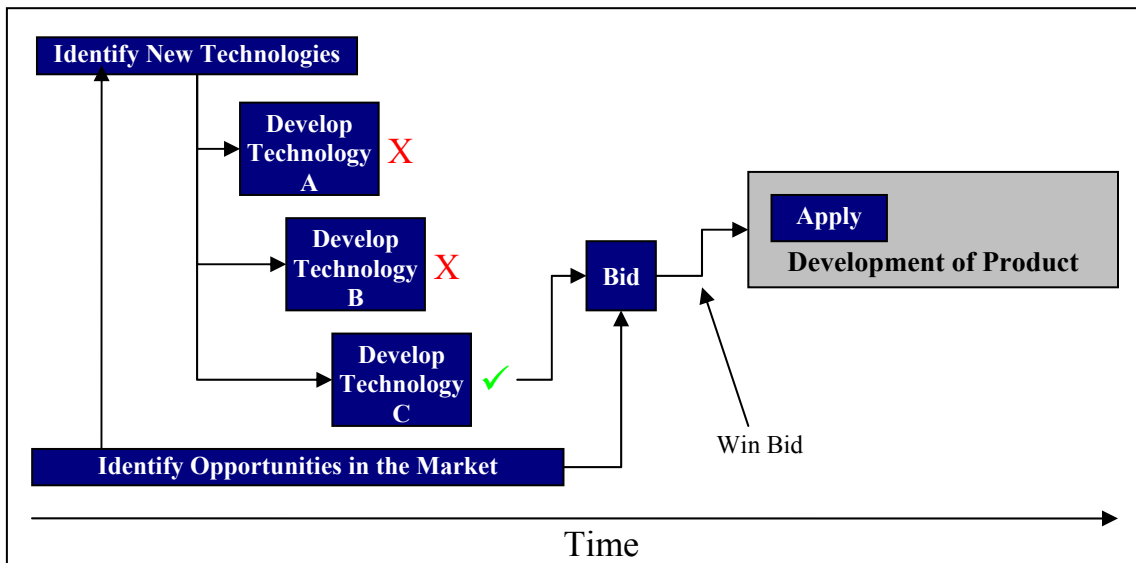 Identify New Technologies
Develop
Technology
A
X
Develop
Technology
B
X
Develop
Technology
C
Bid
Apply
Development of Product
Win Bid
Identify Opportunities in the Market
Time